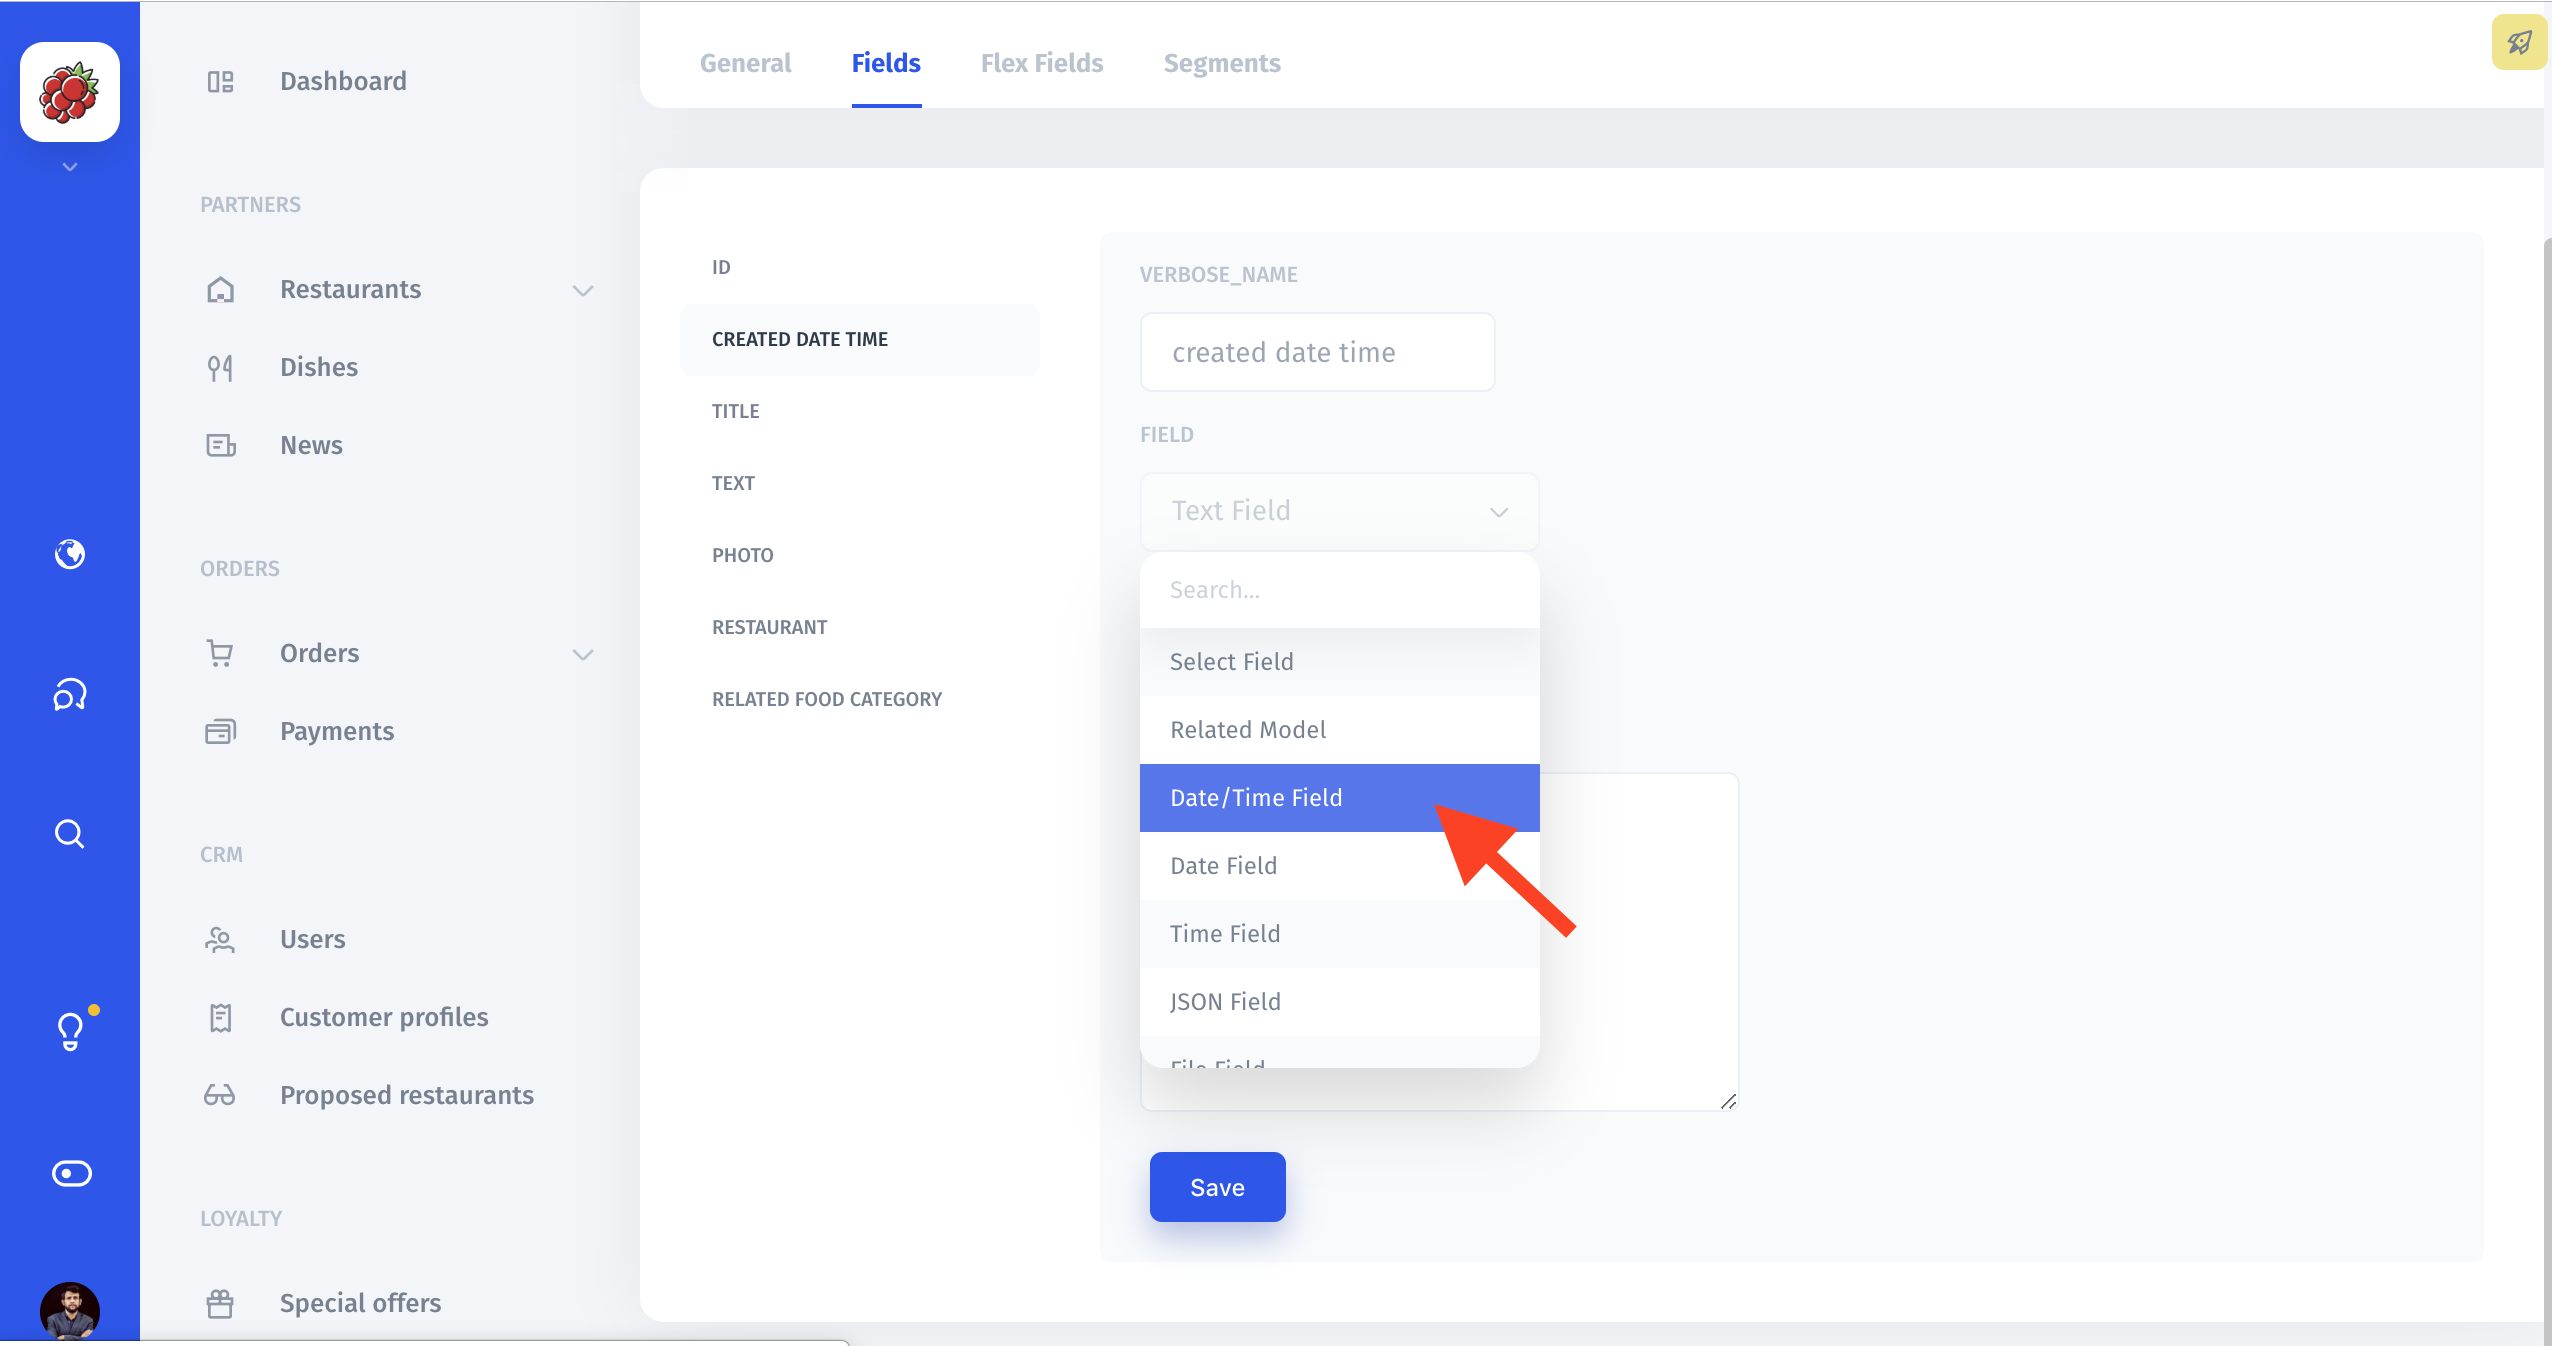 General
Fields
Flex Fields
Segments
Dashboard
PARTNERS
Restaurants
Dishes
News
ORDERS
Orders
Payments
CRM
Users
Customer profiles
Proposed restaurants
LOYALTY
Special offers
ID
CREATED DATE TIME
TITLE
TEXT
PHOTO
RESTAURANT
RELATED FOOD CATEGORY
VERBOSE_NAME
created date time
FIELD
Text Field
Search...
Select Field
Related Model
Date/Time Field
Date Field
Time Field
JSON Field
File Field
Save